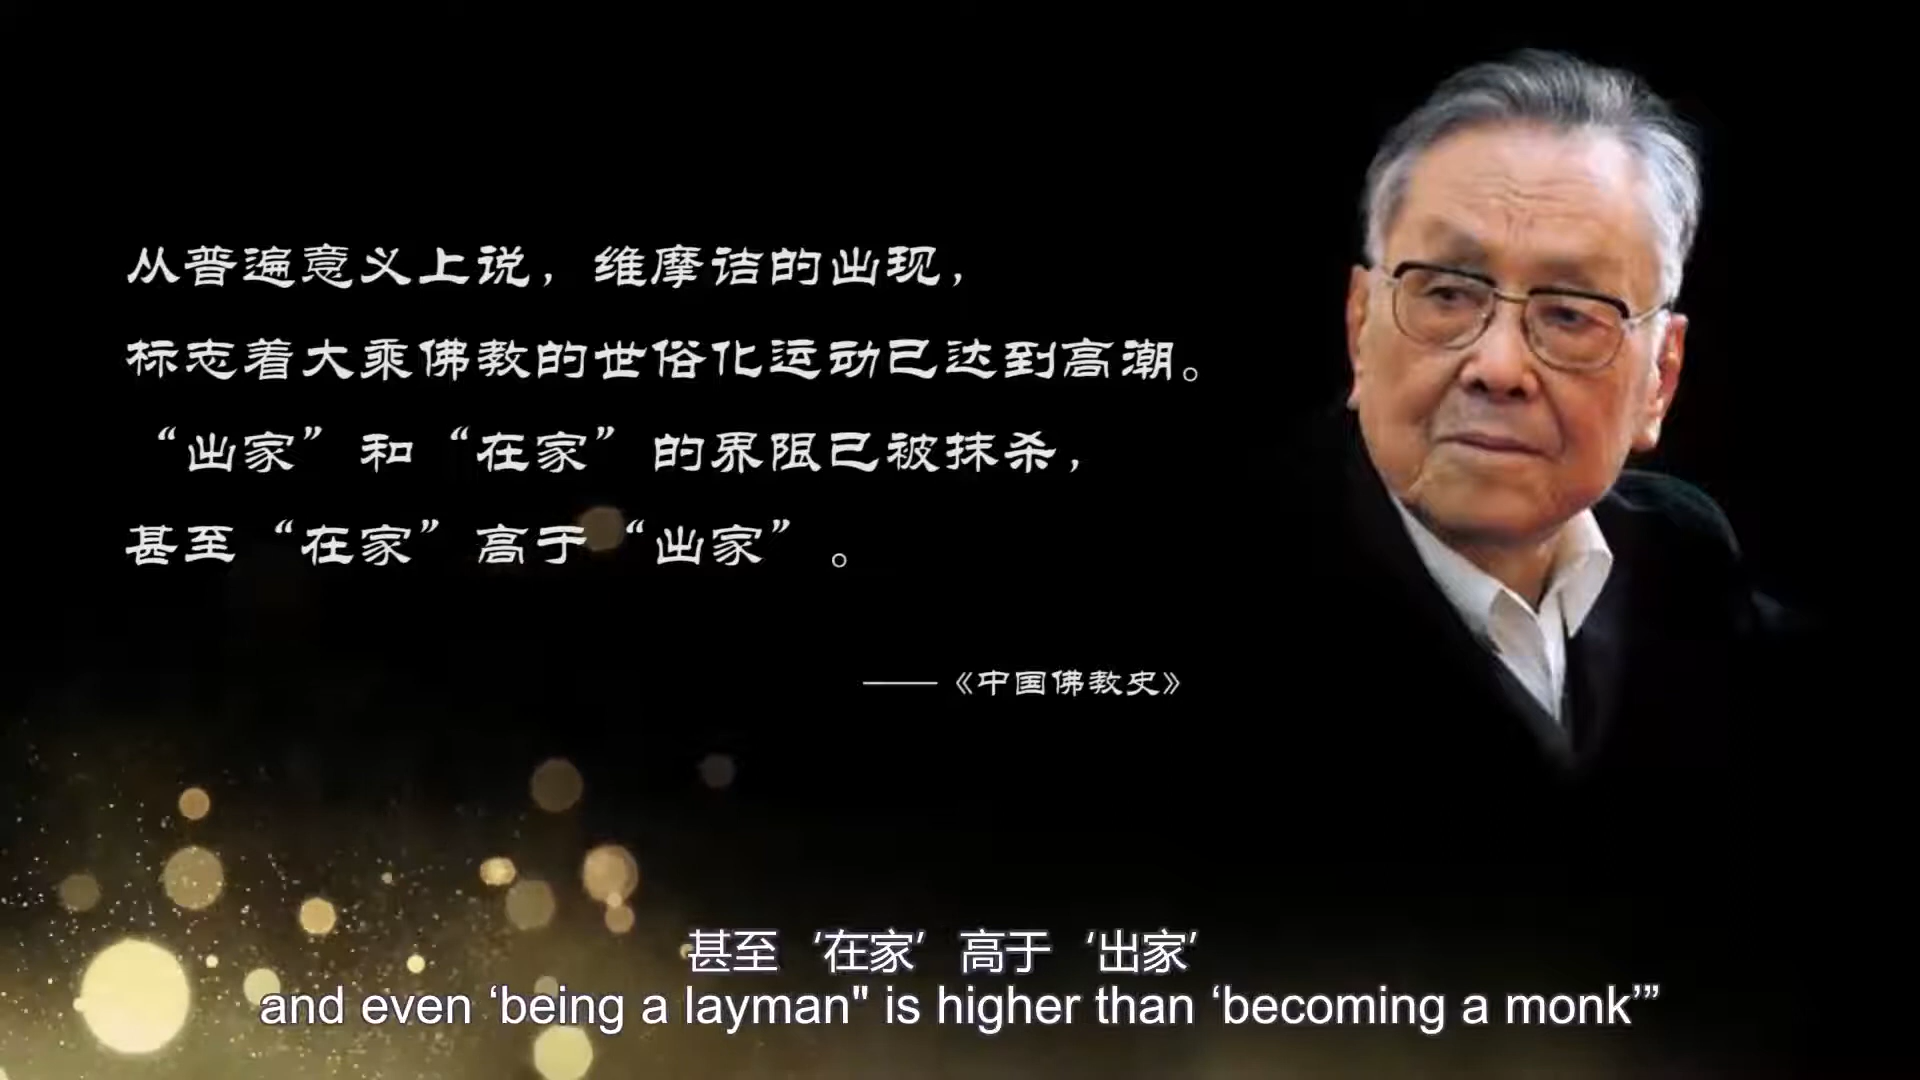 从普遍意义上说，维摩诘的出现，
标志着大乘佛教的世俗化运动已达到高潮。
“出家”和“在家”的界限已被抹杀，
甚至“在家”高于“出家”。
——《中国佛教史》
甚至‘在家’高于‘出家’
and even ‘being a layman" is higher than ‘becoming a monk’”